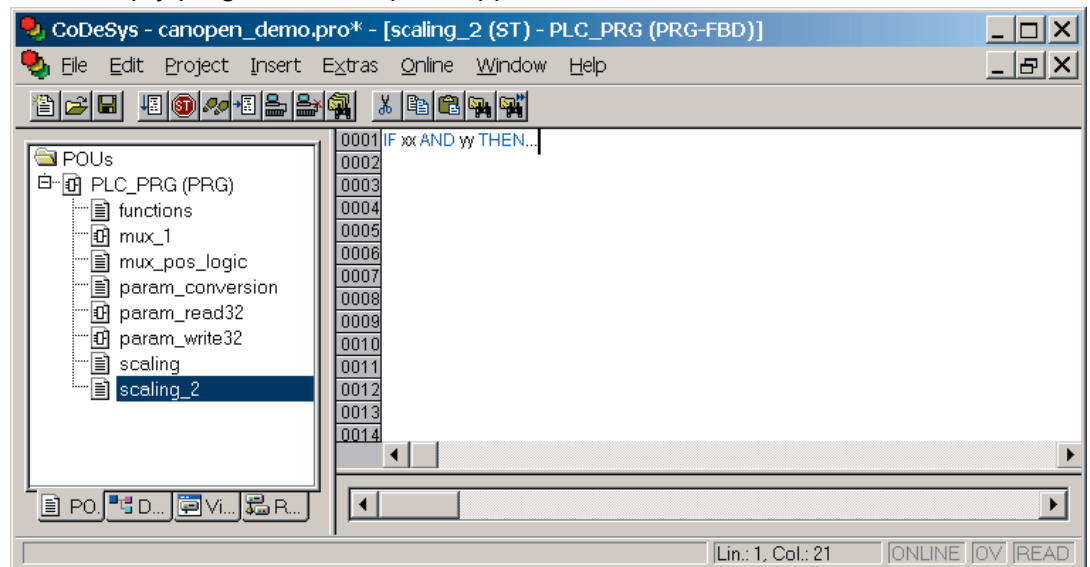 CoDeSys - canopen_demo.pro* - [scaling_2 (ST) - PLC_PRG (PRG-FBD)]
File Edit Project Insert Extras Online Window Help
POUs
PLC_PRG (PRG)
functions
mux_1
mux_pos_logic
param_conversion
param_read32
param_write32
scaling
scaling_2
PO. D... Vi... R...
0001 IF xx AND yy THEN...
0002
0003
0004
0005
0006
0007
0008
0009
0010
0011
0012
0013
0014
Lin.: 1, Col.: 21 ONLINE OV READ